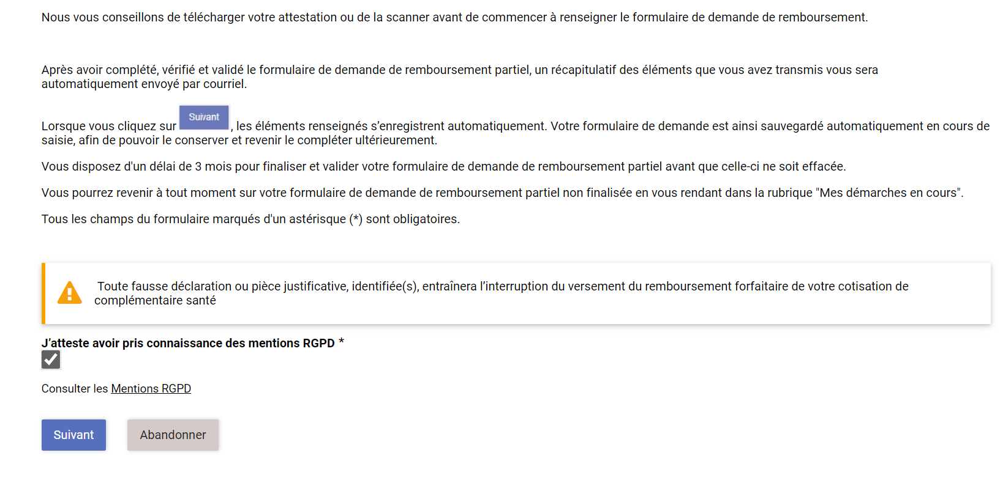 Nous vous conseillons de télécharger votre attestation ou de la scanner avant de commencer à renseigner le formulaire de demande de remboursement.
Après avoir complété, vérifié et validé le formulaire de demande de remboursement partiel, un récapitulatif des éléments que vous avez transmis vous sera
automatiquement envoyé par courriel.
Lorsque vous cliquez sur Suivant , les éléments renseignés s’enregistrent automatiquement. Votre formulaire de demande est ainsi sauvegardé automatiquement en cours de
saisie, afin de pouvoir le conserver et revenir le compléter ultérieurement.
Vous disposez d'un délai de 3 mois pour finaliser et valider votre formulaire de demande de remboursement partiel avant que celle-ci ne soit effacée.
Vous pourrez revenir à tout moment sur votre formulaire de demande de remboursement partiel non finalisée en vous rendant dans la rubrique "Mes démarches en cours".
Tous les champs du formulaire marqués d'un astérisque (*) sont obligatoires.
Toute fausse déclaration ou pièce justificative, identifiée(s), entraînera l’interruption du versement du remboursement forfaitaire de votre cotisation de
complémentaire santé
J’atteste avoir pris connaissance des mentions RGPD *
Consulter les Mentions RGPD
Suivant Abandonner